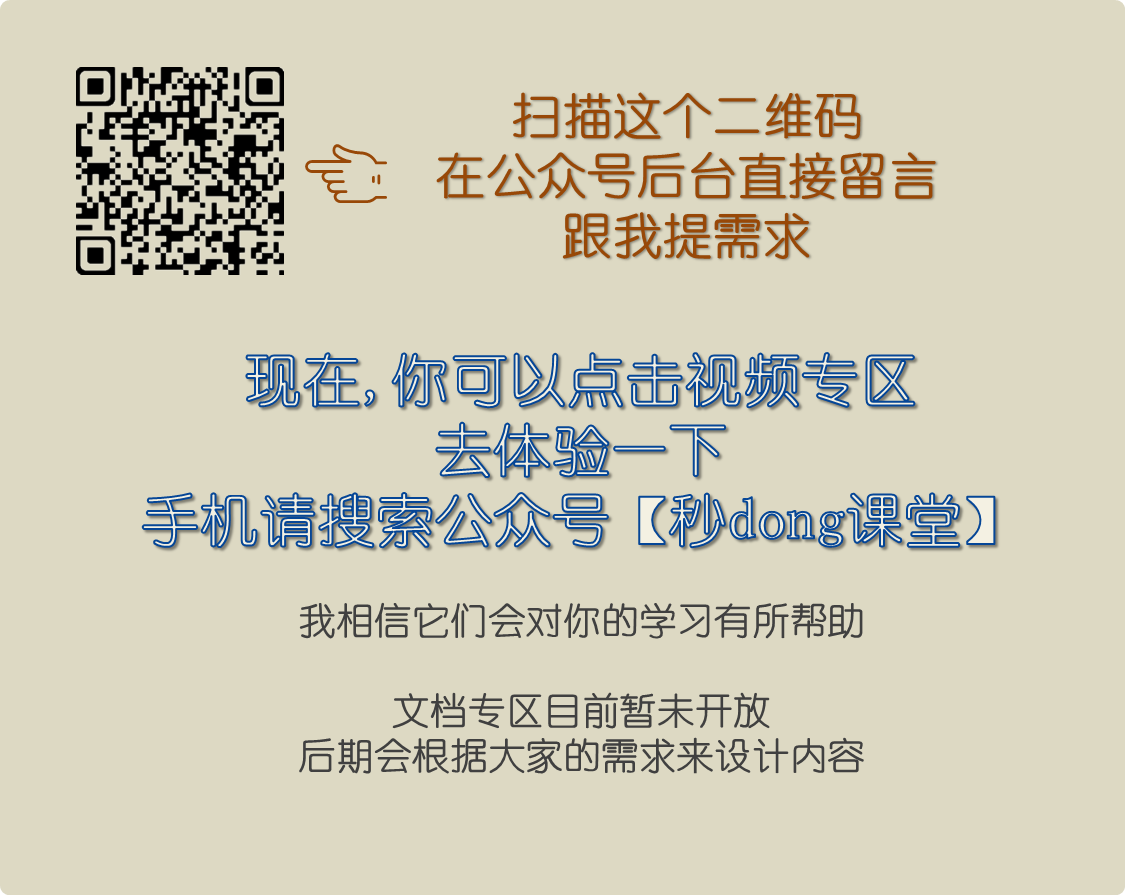 扫描这个二维码
在公众号后台直接留言
跟我提需求
现在,你可以点击视频专区
去体验一下
手机请搜索公众号【秒dong课堂】
我相信它们会对你的学习有所帮助
文档专区目前暂未开放
后期会根据大家的需求来设计内容